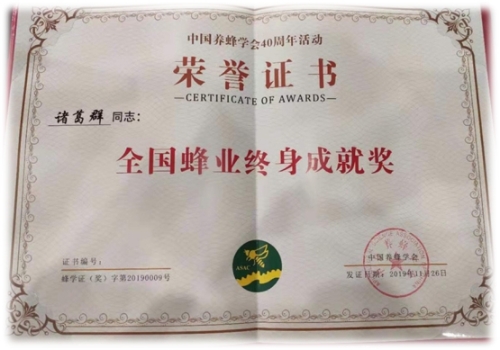 中国养蜂学会40周年活动
荣誉证书
—CERTIFICATE OF AWARDS—
诸葛群 同志：
全国蜂业终身成就奖
证书编号：
蜂学证（奖）字第20190009号
AVAC
中国养蜂学会
发证日期：2019年11月26日